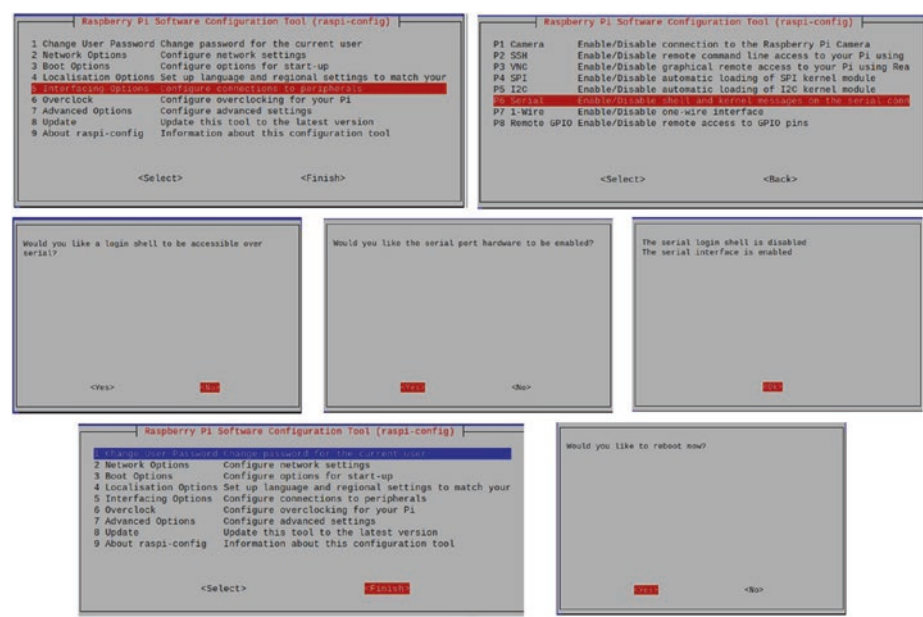 Raspberry Pi Software Configuration Tool (raspi-config)
1 Change User Password Change password for the current user
2 Network Options Configure network settings
3 Boot Options Configure options for start-up
4 Localisation Options Set up language and regional settings to match your
5 Interfacing Options Configure connections to peripherals
6 Overclock Configure overclocking for your Pi
7 Advanced Options Configure advanced settings
8 Update Update this tool to the latest version
9 About raspi-config Information about this configuration tool
<Select> <Finish>
Raspberry Pi Software Configuration Tool (raspi-config)
P1 Camera Enable/Disable connection to the Raspberry Pi Camera
P2 SSH Enable/Disable remote command line access to your Pi using
P3 VNC Enable/Disable graphical remote access to your Pi using Rea
P4 SPI Enable/Disable automatic loading of SPI kernel module
P5 I2C Enable/Disable automatic loading of I2C kernel module
P6 Serial Enable/Disable shell and kernel messages on the serial conn
P7 1-Wire Enable/Disable one-wire interface
P8 Remote GPIO Enable/Disable remote access to GPIO pins
<Select> <Back>
Would you like a login shell to be accessible over
serial?
<Yes> <No>
Would you like the serial port hardware to be enabled?
<Yes> <No>
The serial login shell is disabled
The serial interface is enabled
<Ok>
Raspberry Pi Software Configuration Tool (raspi-config)
1 Change User Password Change password for the current user
2 Network Options Configure network settings
3 Boot Options Configure options for start-up
4 Localisation Options Set up language and regional settings to match your
5 Interfacing Options Configure connections to peripherals
6 Overclock Configure overclocking for your Pi
7 Advanced Options Configure advanced settings
8 Update Update this tool to the latest version
9 About raspi-config Information about this configuration tool
<Select> <Finish>
Would you like to reboot now?
<Yes> <No>